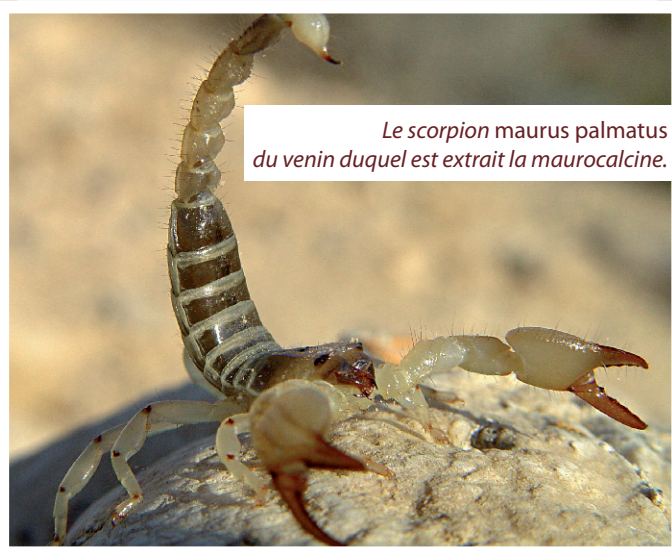 Le scorpion maurus palmatus
du venin duquel est extrait la maurocalcine.